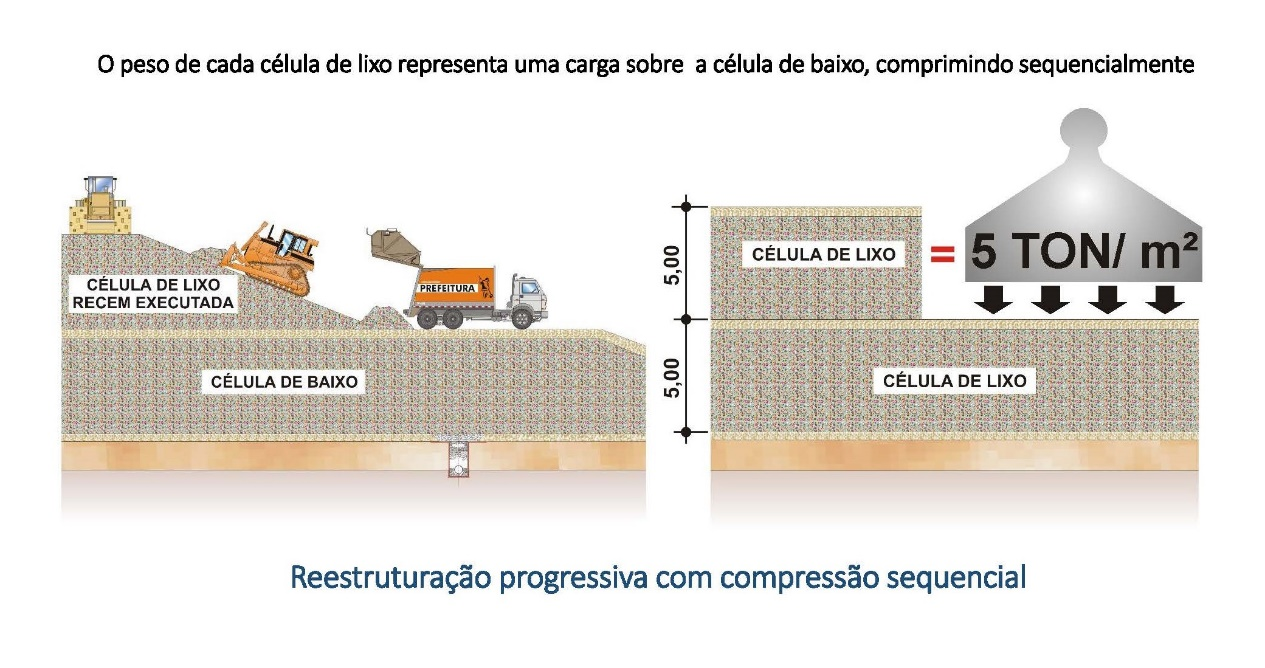 O peso de cada célula de lixo representa uma carga sobre a célula de baixo, comprimindo sequencialmente
CÉLULA DE LIXO
RECEM EXECUTADA
PREFEITURA
CÉLULA DE BAIXO
5,00
5,00
CÉLULA DE LIXO
= 5 TON/ m²
CÉLULA DE LIXO
Reestruturação progressiva com compressão sequencial